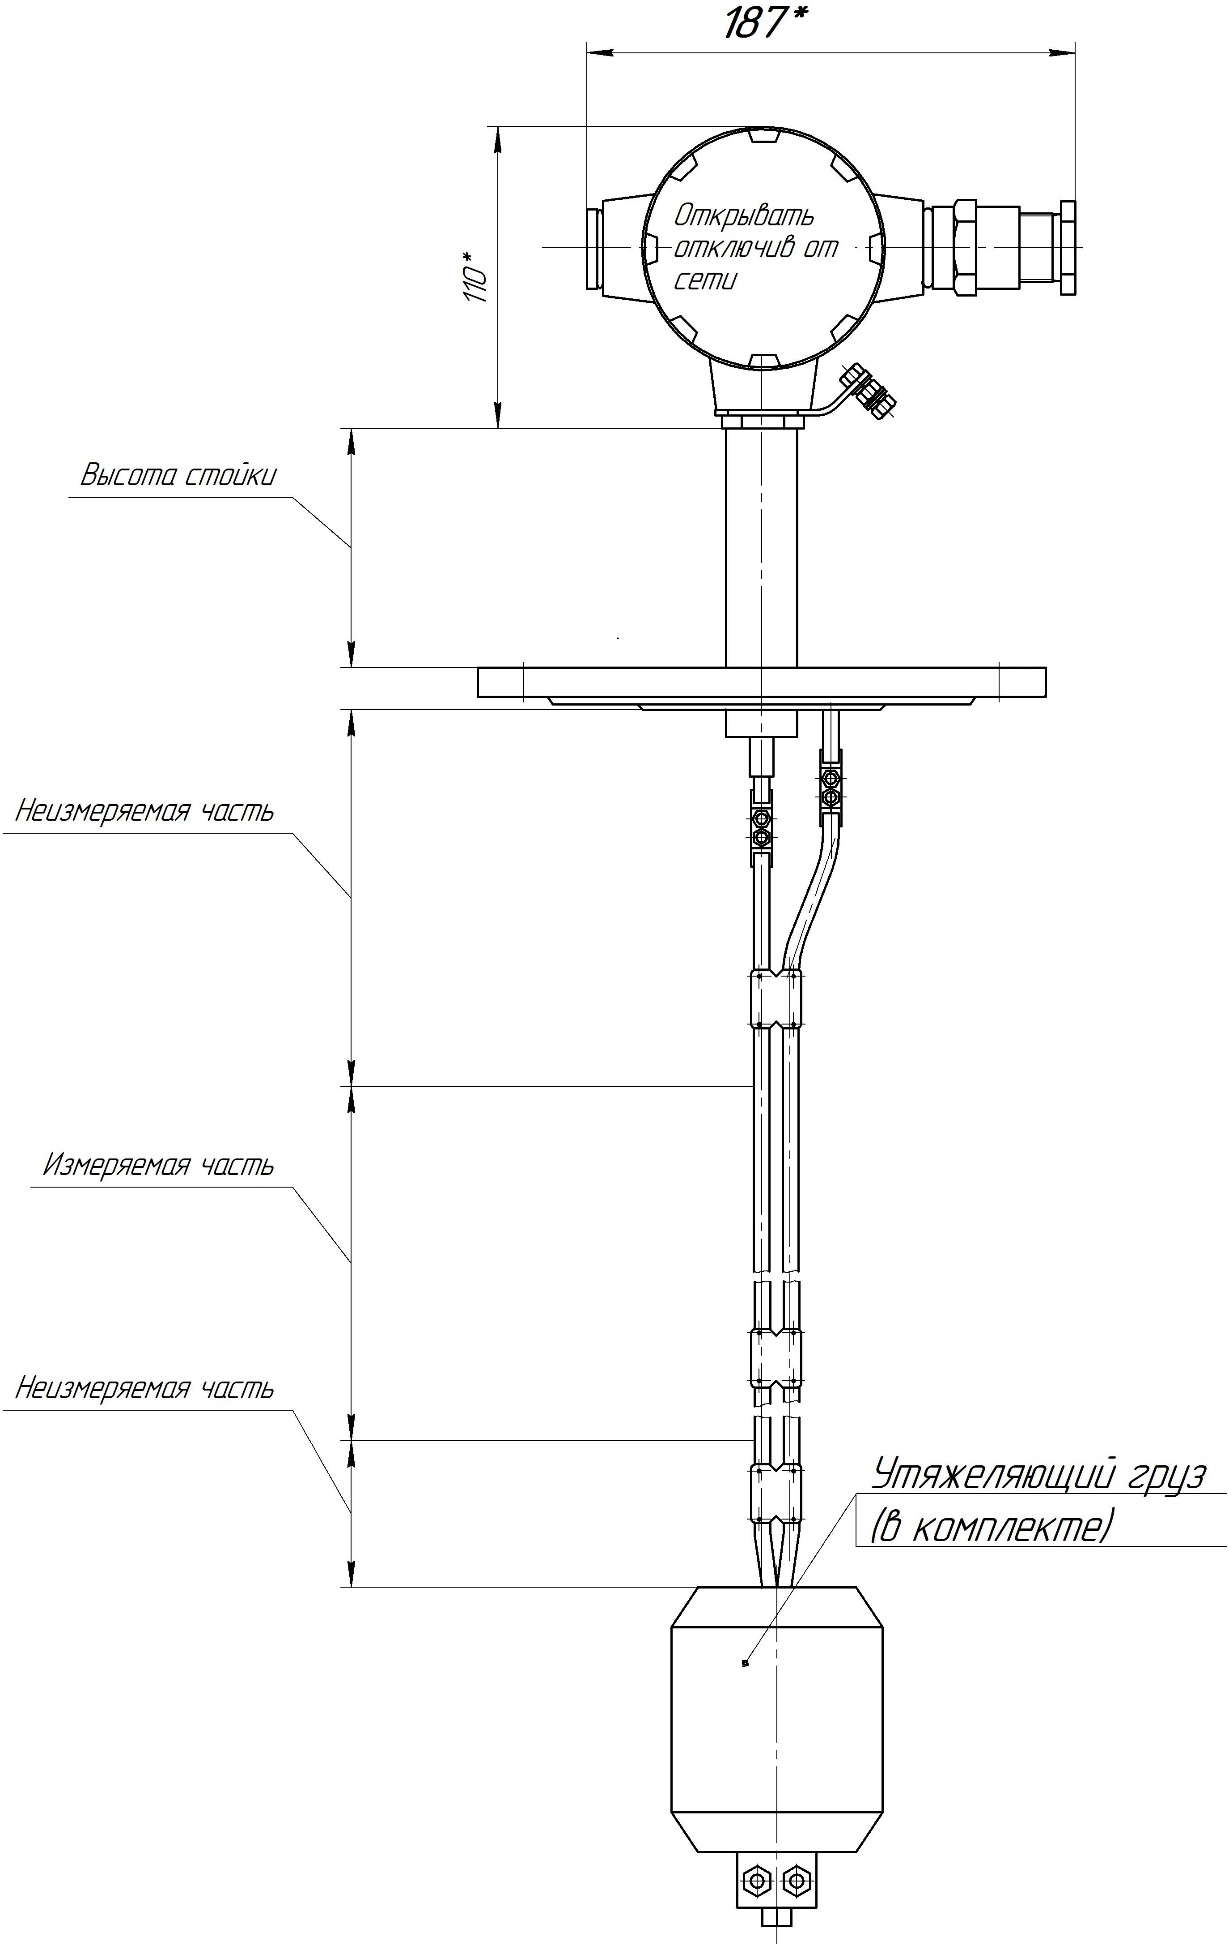 187*
110*
Открывать
отключив от
сети
Высота стойки
Неизмеряемая часть
Измеряемая часть
Неизмеряемая часть
Утяжеляющий груз
(в комплекте)